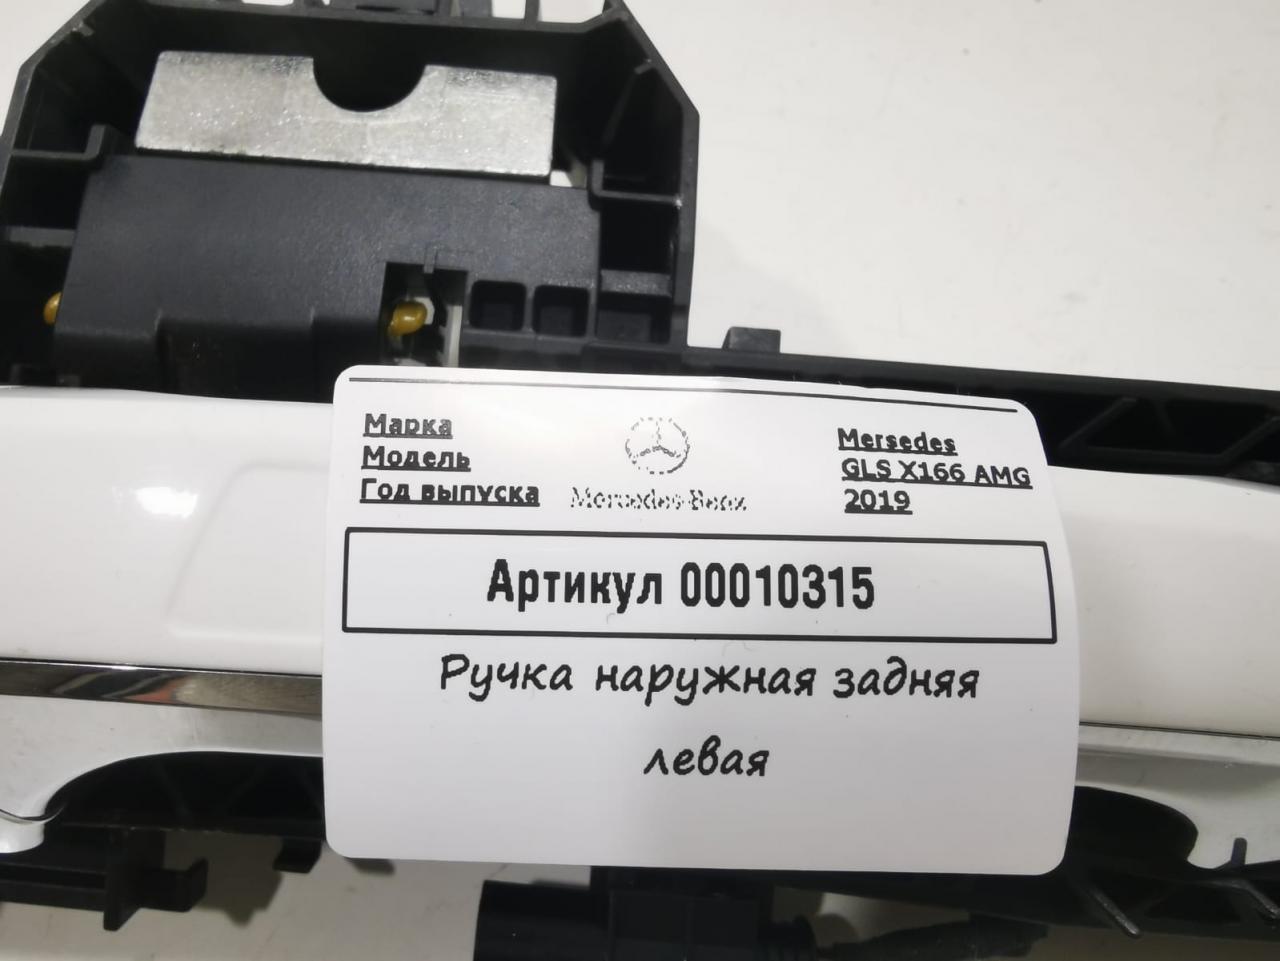 Марка
Модель
Год выпуска
Mercedes-Benz
Mersedes
GLS X166 AMG
2019
Артикул 00010315
Ручка наружная задняя
левая